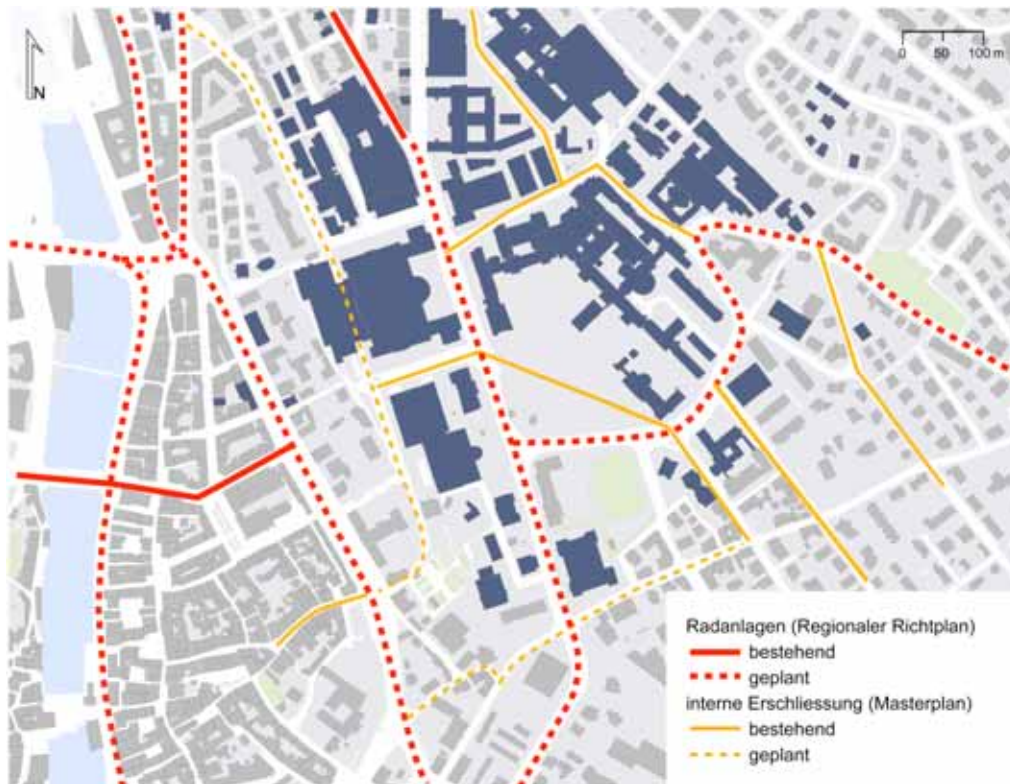 N
0 50 100 m
Radanlagen (Regionaler Richtplan)
bestehend
geplant
interne Erschliessung (Masterplan)
bestehend
geplant